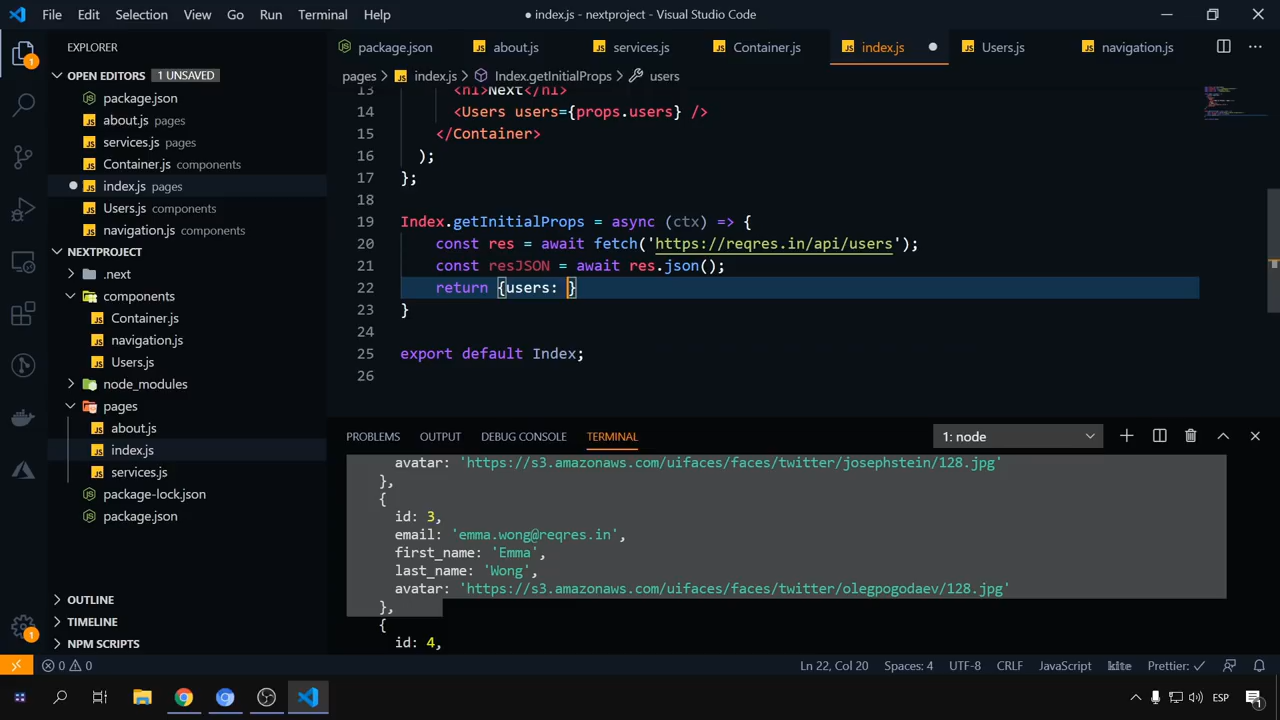 File Edit Selection View Go Run Terminal Help
● index.js - nextproject - Visual Studio Code
EXPLORER
OPEN EDITORS 1 UNSAVED
package.json
about.js pages
services.js pages
Container.js components
index.js pages
Users.js components
navigation.js components
NEXTPROJECT
.next
components
Container.js
navigation.js
Users.js
node_modules
pages
about.js
index.js
services.js
package-lock.json
package.json
OUTLINE
TIMELINE
NPM SCRIPTS
package.json about.js services.js Container.js index.js Users.js navigation.js
pages > index.js > Index.getInitialProps > users
13 <h1>Next</h1>
14 <Users users={props.users} />
15 </Container>
16 );
17 };
18
19 Index.getInitialProps = async (ctx) => {
20 const res = await fetch('https://reqres.in/api/users');
21 const resJSON = await res.json();
22 return {users: }
23 }
24
25 export default Index;
26
PROBLEMS OUTPUT DEBUG CONSOLE TERMINAL 1: node
avatar: 'https://s3.amazonaws.com/uifaces/faces/twitter/josephstein/128.jpg'
},
{
id: 3,
email: 'emma.wong@reqres.in',
first_name: 'Emma',
last_name: 'Wong',
avatar: 'https://s3.amazonaws.com/uifaces/faces/twitter/olegpogodaev/128.jpg'
},
{
id: 4,
0 0 Ln 22, Col 20 Spaces: 4 UTF-8 CRLF JavaScript kite Prettier: ✓
ESP 1